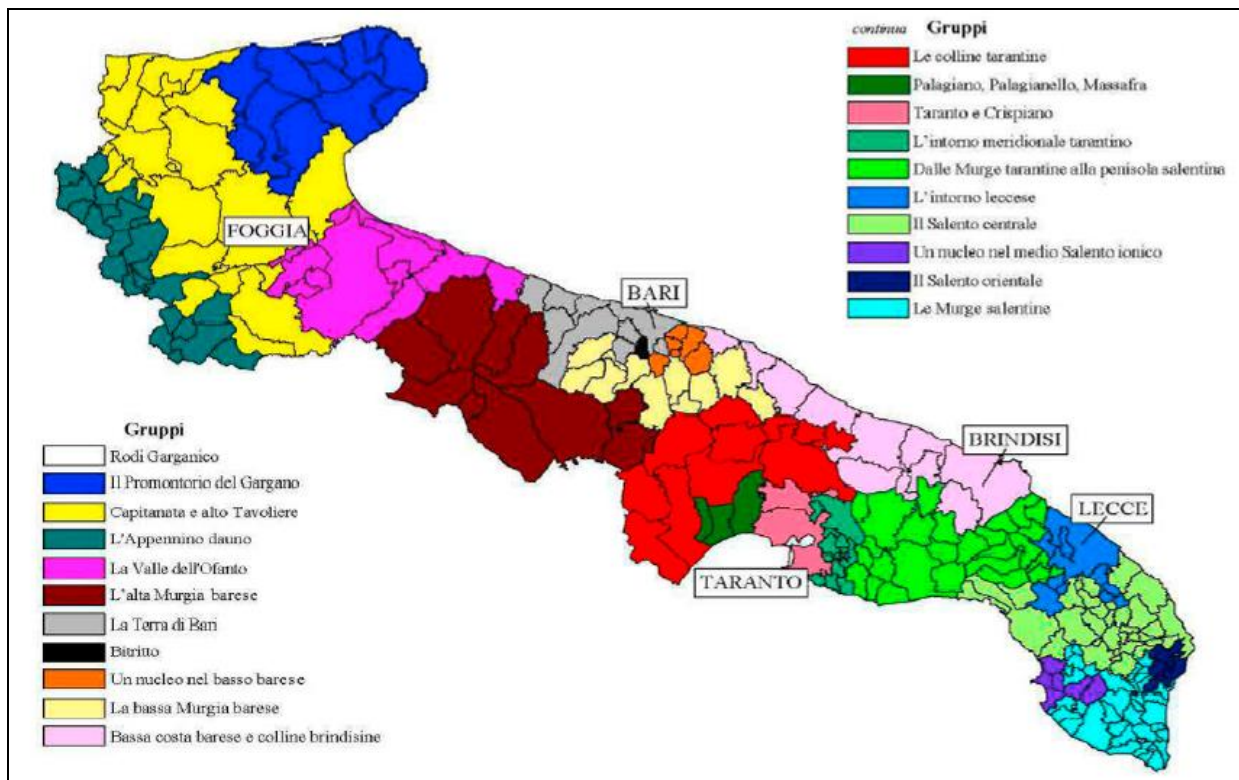 continua Gruppi
Le colline tarantine
Palagiano, Palagianello, Massafra
Taranto e Crispiano
L'intorno meridionale tarantino
Dalle Murge tarantine alla penisola salentina
L'intorno leccese
Il Salento centrale
Un nucleo nel medio Salento ionico
Il Salento orientale
Le Murge salentine
FOGGIA
BARI
BRINDISI
LECCE
TARANTO
Gruppi
Rodi Garganico
Il Promontorio del Gargano
Capitanata e alto Tavoliere
L'Appennino dauno
La Valle dell'Ofanto
L'alta Murgia barese
La Terra di Bari
Bitritto
Un nucleo nel basso barese
La bassa Murgia barese
Bassa costa barese e colline brindisine